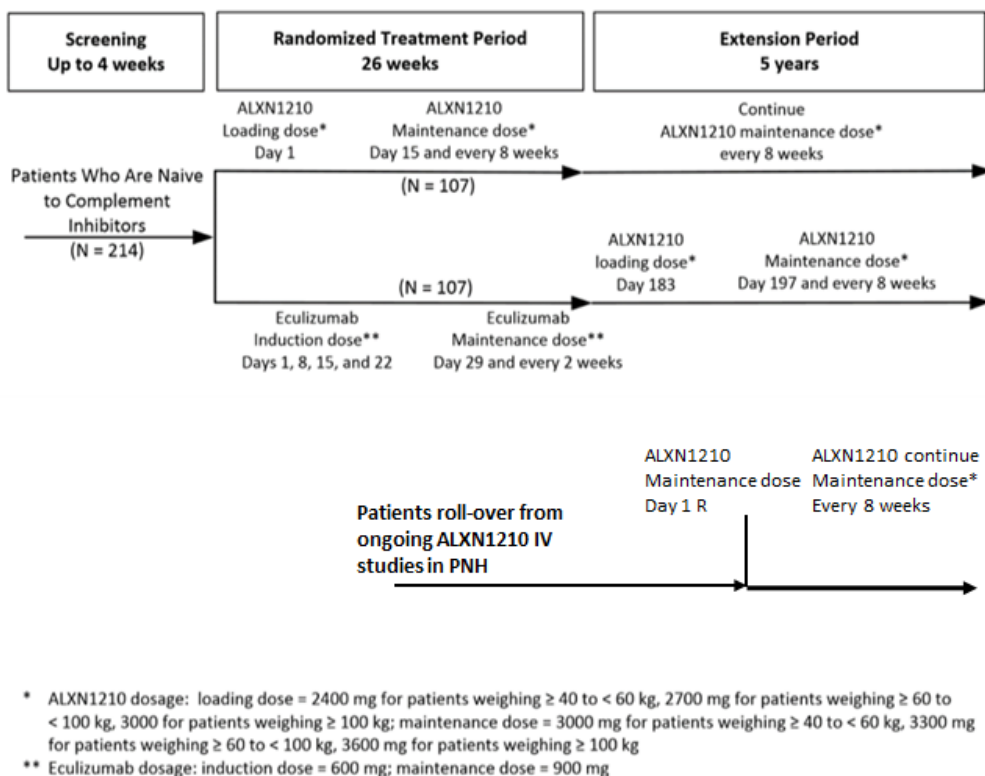 Screening
Up to 4 weeks
Randomized Treatment Period
26 weeks
Extension Period
5 years
ALXN1210
Loading dose*
Day 1
ALXN1210
Maintenance dose*
Day 15 and every 8 weeks
Continue
ALXN1210 maintenance dose*
every 8 weeks
Patients Who Are Naive
to Complement
Inhibitors
(N = 214)
(N = 107)
ALXN1210
loading dose*
Day 183
ALXN1210
Maintenance dose*
Day 197 and every 8 weeks
(N = 107)
Eculizumab
Induction dose**
Days 1, 8, 15, and 22
Eculizumab
Maintenance dose**
Day 29 and every 2 weeks
ALXN1210
Maintenance dose
Day 1 R
ALXN1210 continue
Maintenance dose*
Every 8 weeks
Patients roll-over from
ongoing ALXN1210 IV
studies in PNH
* ALXN1210 dosage: loading dose = 2400 mg for patients weighing ≥ 40 to < 60 kg, 2700 mg for patients weighing ≥ 60 to
< 100 kg, 3000 for patients weighing ≥ 100 kg; maintenance dose = 3000 mg for patients weighing ≥ 40 to < 60 kg, 3300 mg
for patients weighing ≥ 60 to < 100 kg, 3600 mg for patients weighing ≥ 100 kg
** Eculizumab dosage: induction dose = 600 mg; maintenance dose = 900 mg